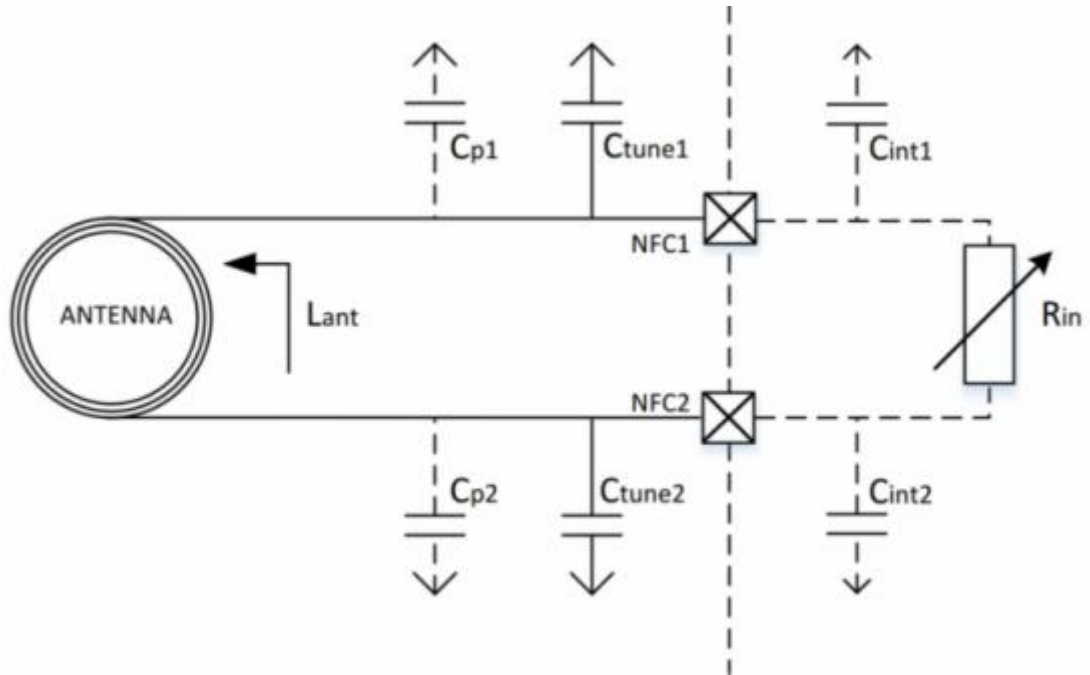 Cp1
Ctune1
Cint1
NFC1
ANTENNA
Lant
Rin
NFC2
Cp2
Ctune2
Cint2